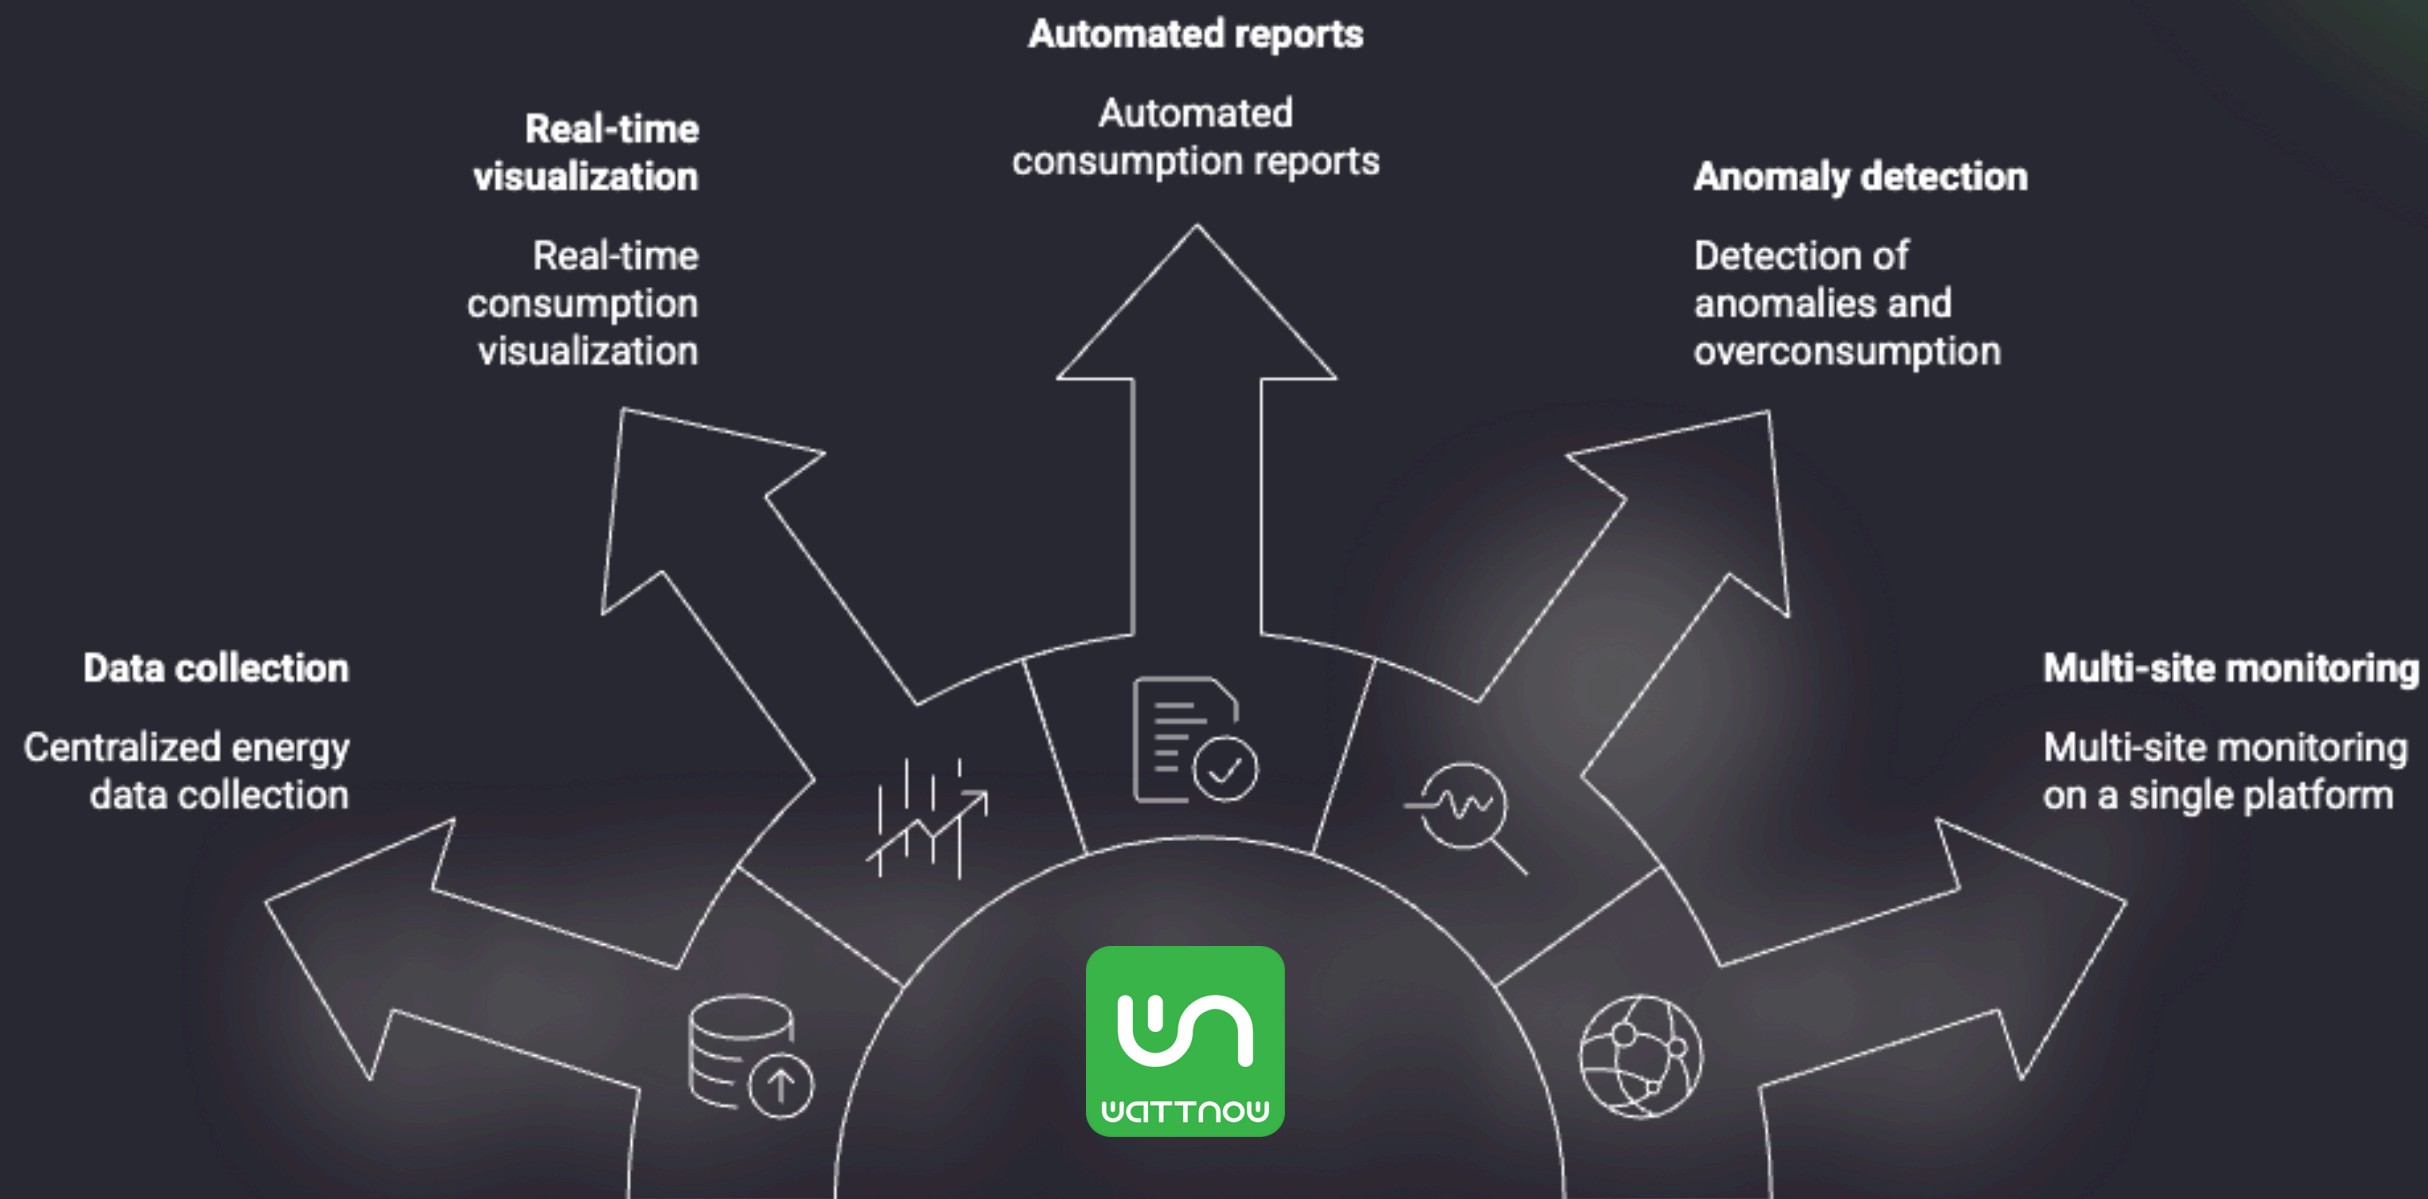 Automated reports
Automated
consumption reports
Real-time
visualization
Real-time
consumption
visualization
Anomaly detection
Detection of
anomalies and
overconsumption
Data collection
Centralized energy
data collection
Multi-site monitoring
Multi-site monitoring
on a single platform
wattnow